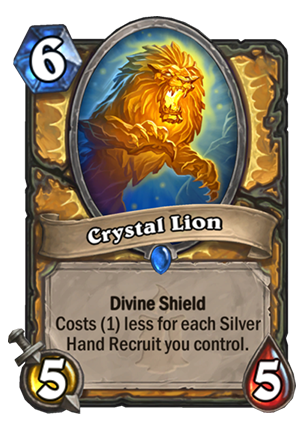 6
Crystal Lion
Divine Shield
Costs (1) less for each Silver
Hand Recruit you control.
5 5